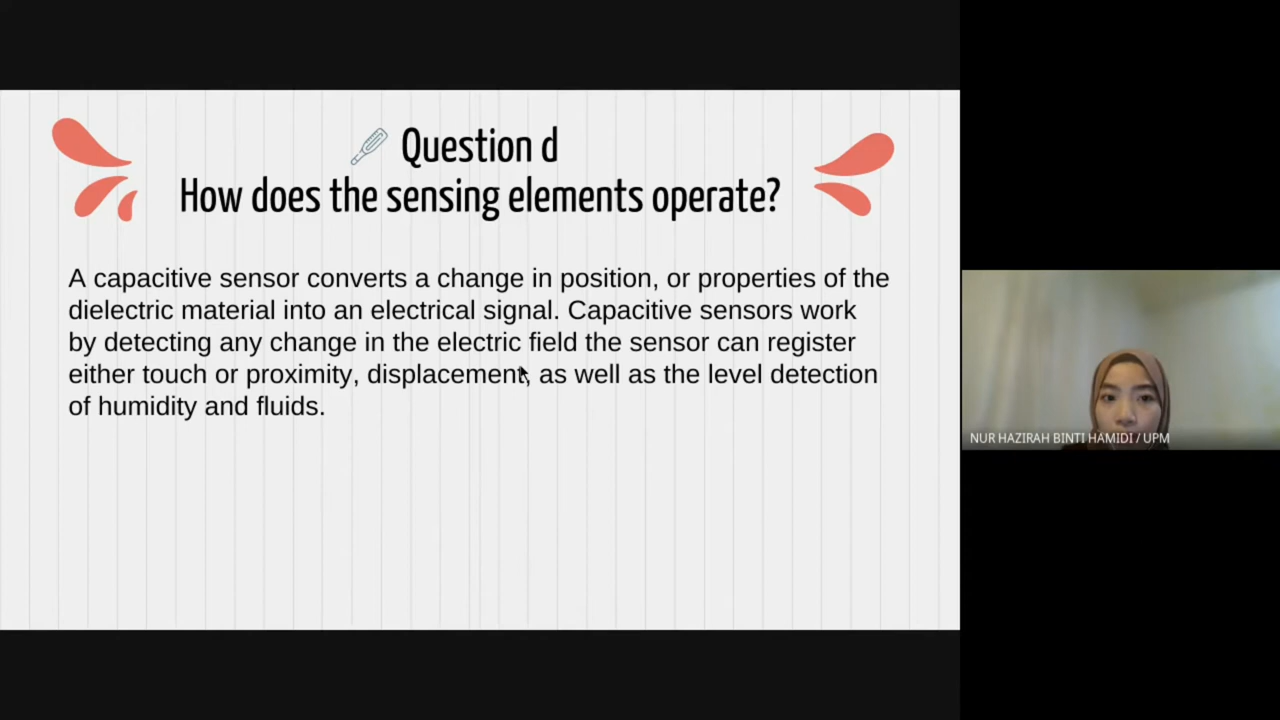 Question d
How does the sensing elements operate?
A capacitive sensor converts a change in position, or properties of the
dielectric material into an electrical signal. Capacitive sensors work
by detecting any change in the electric field the sensor can register
either touch or proximity, displacement, as well as the level detection
of humidity and fluids.
NUR HAZIRAH BINTI HAMIDI / UPM